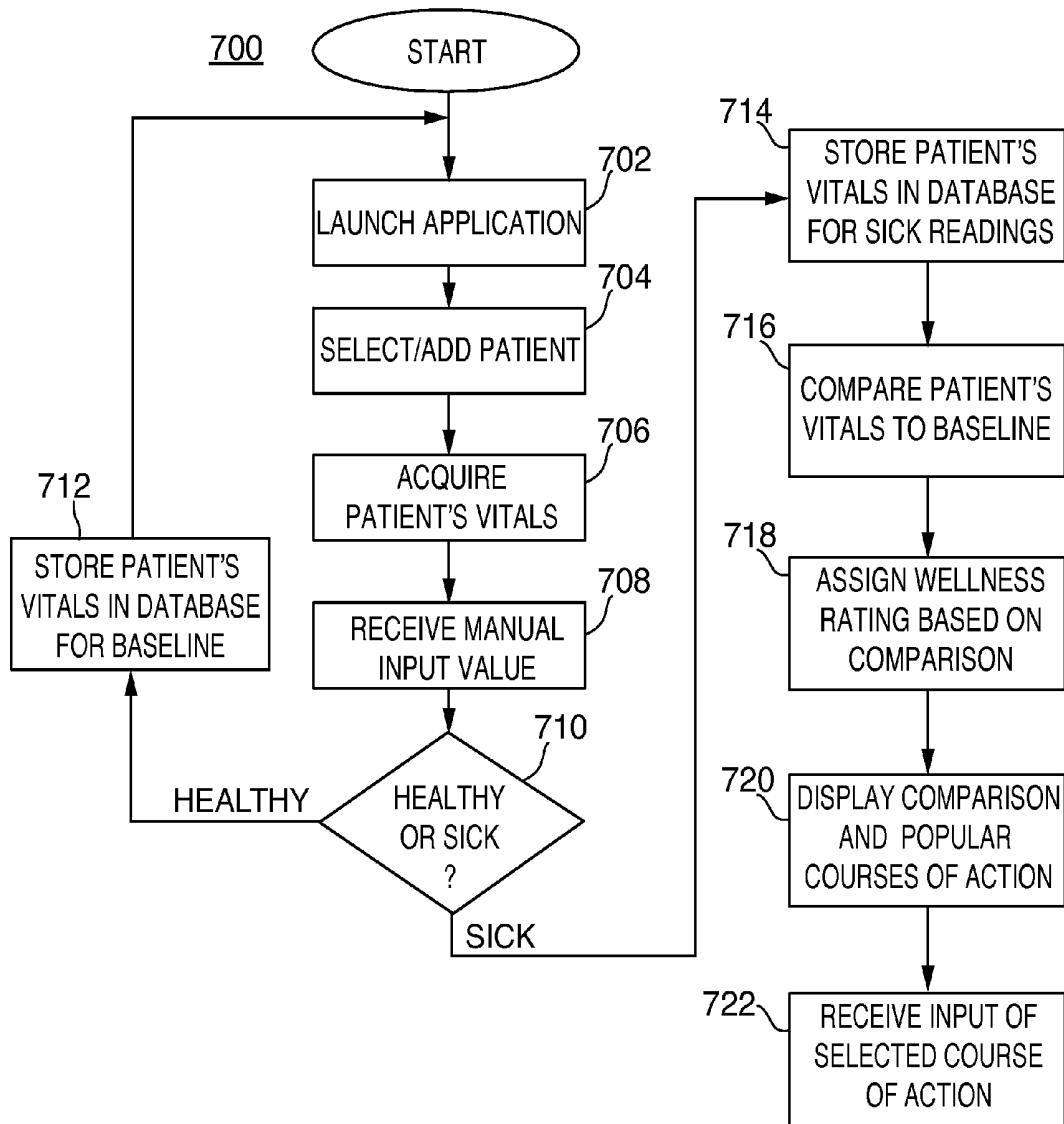 700
START
702
LAUNCH APPLICATION
704
SELECT/ADD PATIENT
706
ACQUIRE
PATIENT'S VITALS
708
RECEIVE MANUAL
INPUT VALUE
710
HEALTHY
OR SICK
?
HEALTHY
712
STORE PATIENT'S
VITALS IN DATABASE
FOR BASELINE
SICK
714
STORE PATIENT'S
VITALS IN DATABASE
FOR SICK READINGS
716
COMPARE PATIENT'S
VITALS TO BASELINE
718
ASSIGN WELLNESS
RATING BASED ON
COMPARISON
720
DISPLAY COMPARISON
AND POPULAR
COURSES OF ACTION
722
RECEIVE INPUT OF
SELECTED COURSE
OF ACTION